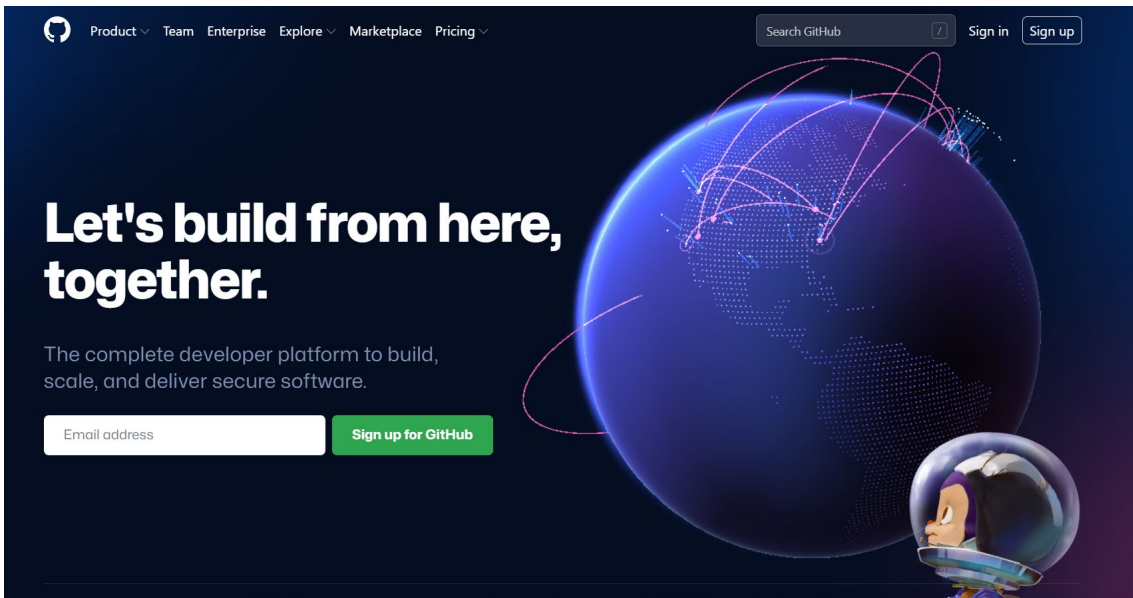 Product Team Enterprise Explore Marketplace Pricing Search GitHub / Sign in Sign up
Let's build from here,
together.
The complete developer platform to build,
scale, and deliver secure software.
Email address Sign up for GitHub